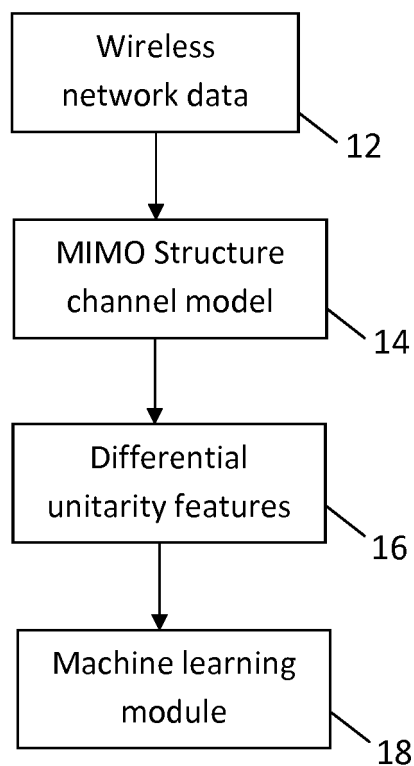 Wireless
network data
12
MIMO Structure
channel model
14
Differential
unitarity features
16
Machine learning
module
18